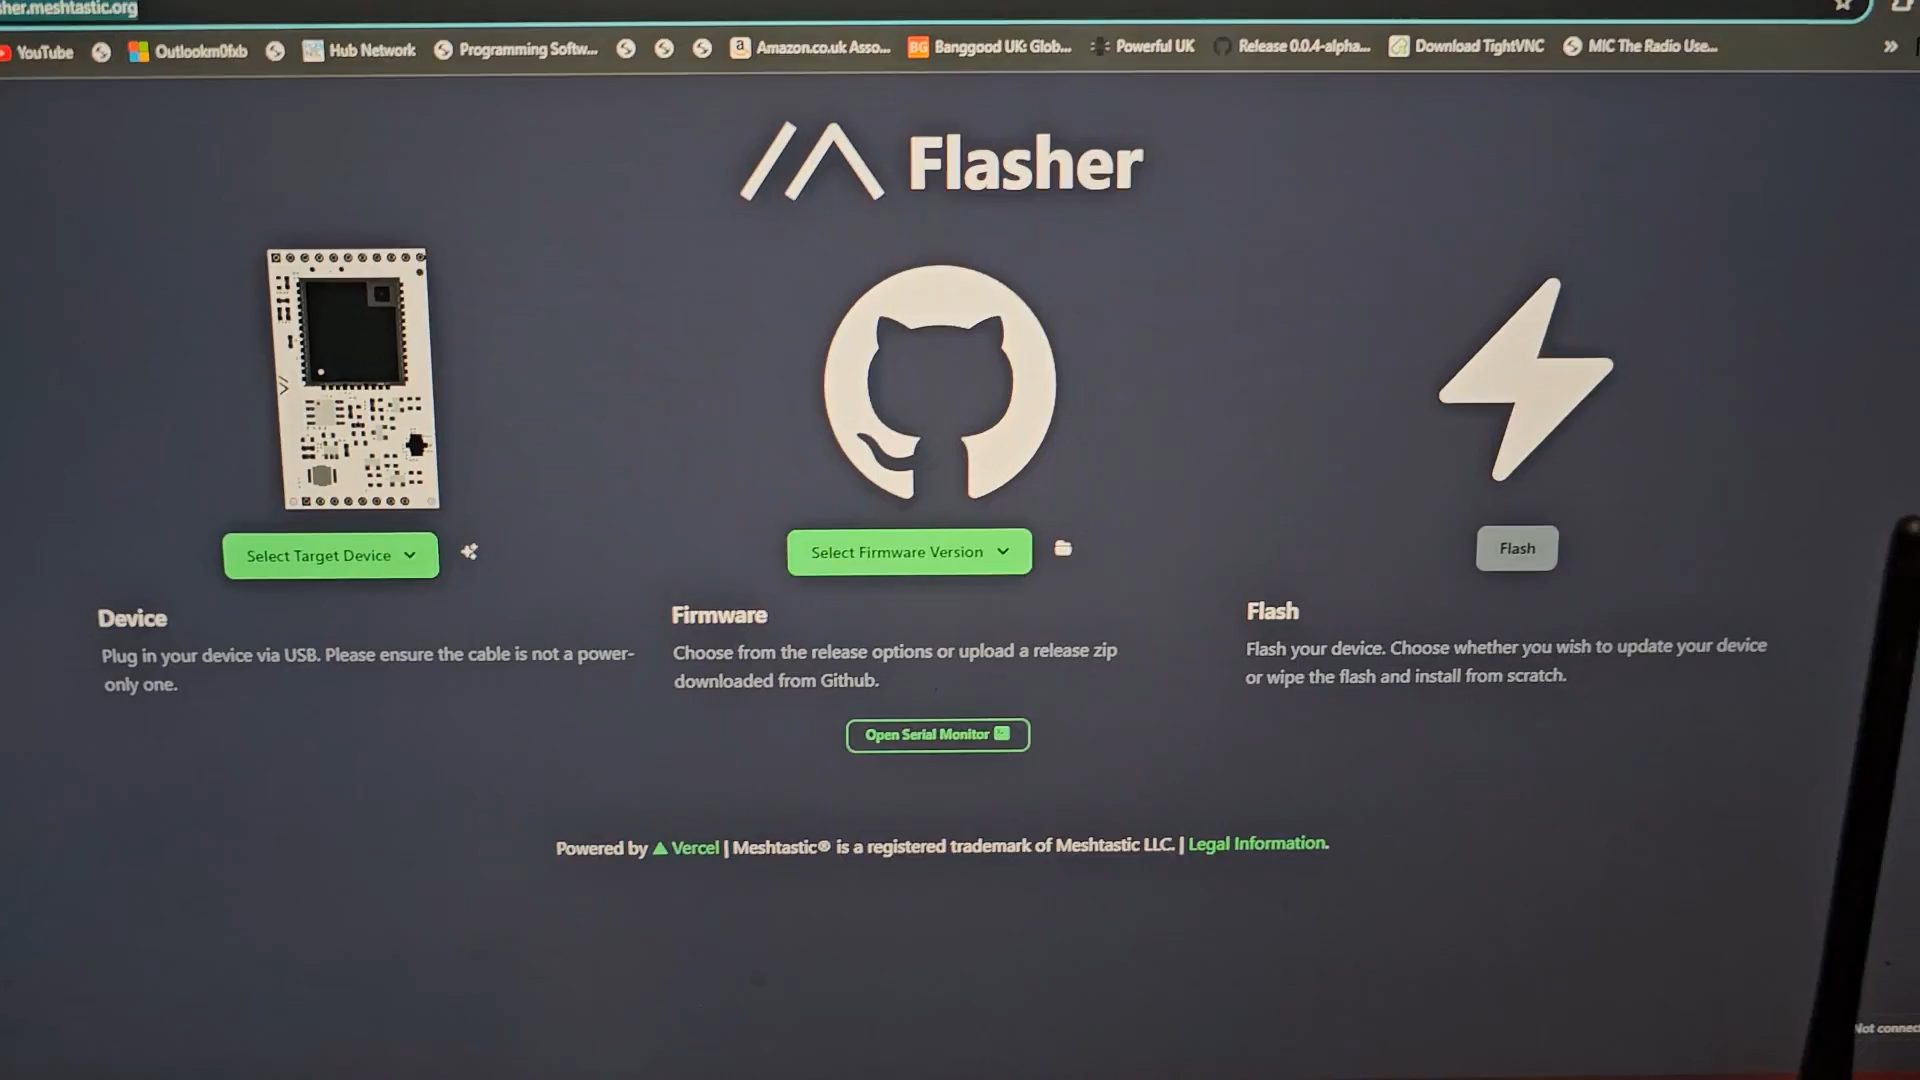 her.meshtastic.org
YouTube Outlookm0fxb Hub Network Programming Softw... Amazon.co.uk Asso... BG Banggood UK: Glob... Powerful UK Release 0.0.4-alpha... Download TightVNC MIC The Radio Use... »
Flasher
Select Target Device
Select Firmware Version
Flash
Device
Plug in your device via USB. Please ensure the cable is not a power-
only one.
Firmware
Choose from the release options or upload a release zip
downloaded from Github.
Flash
Flash your device. Choose whether you wish to update your device
or wipe the flash and install from scratch.
Open Serial Monitor
Powered by ▲ Vercel | Meshtastic® is a registered trademark of Meshtastic LLC. | Legal Information.
Not connec